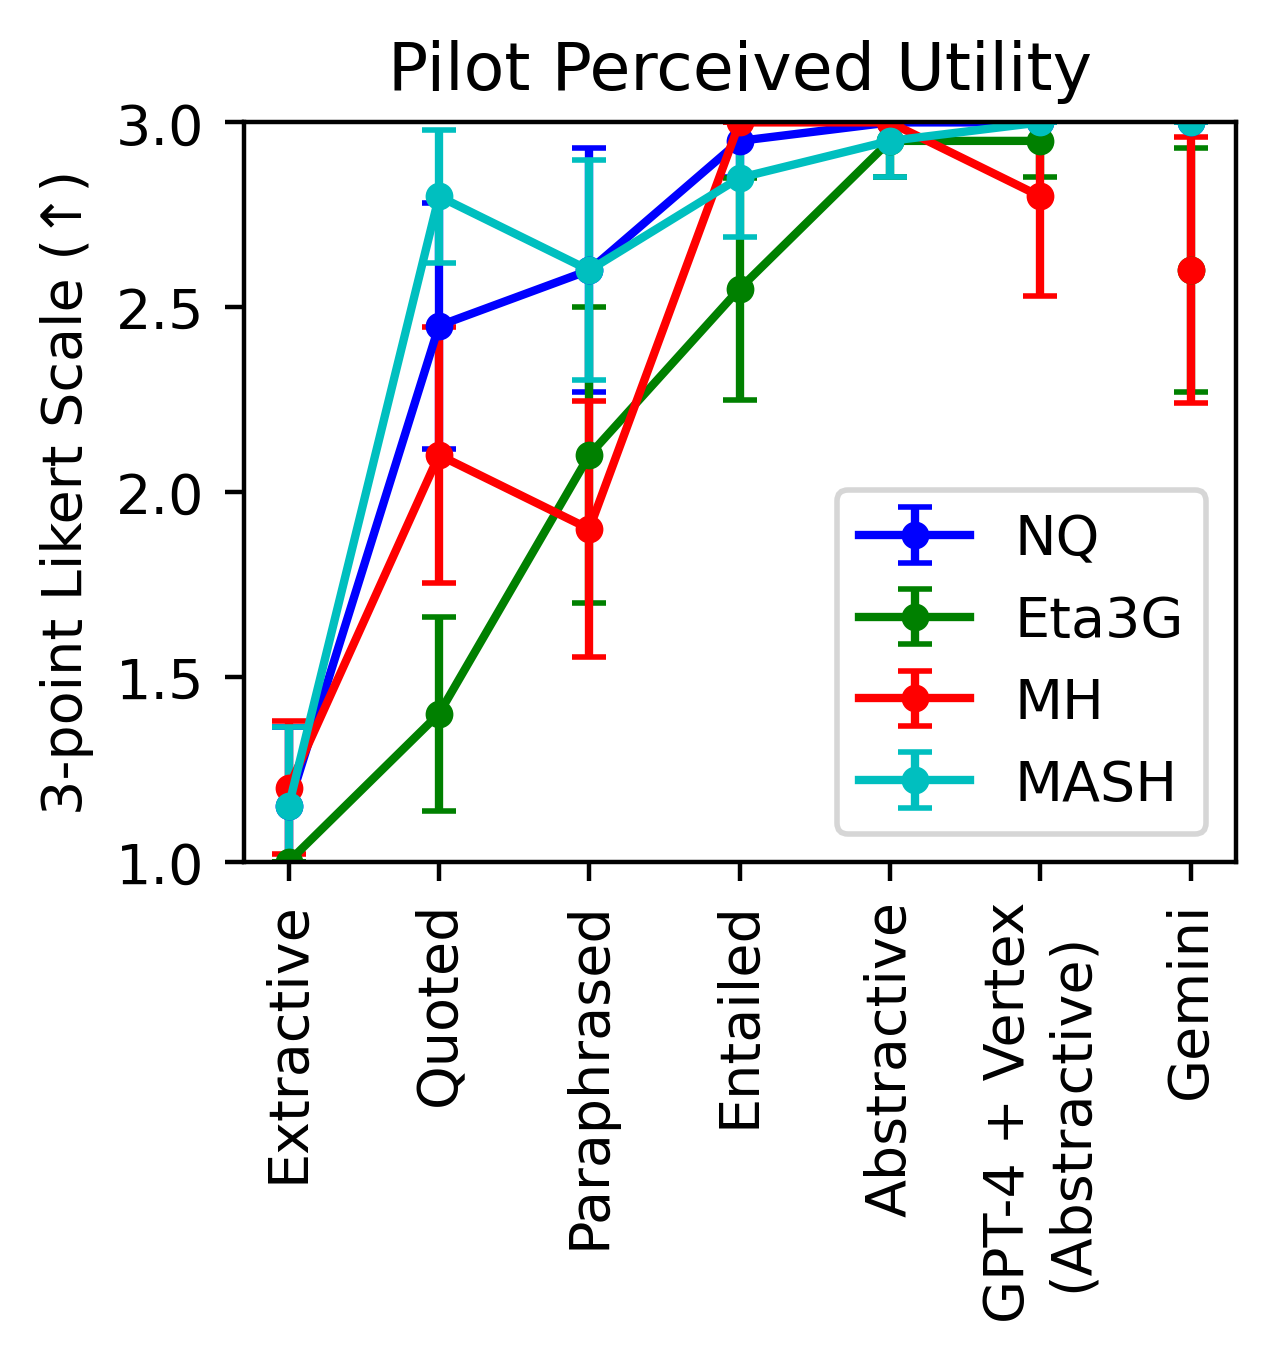 Pilot Perceived Utility
3-point Likert Scale (↑)
3.0
2.5
2.0
1.5
1.0
NQ
Eta3G
MH
MASH
Extractive
Quoted
Paraphrased
Entailed
Abstractive
GPT-4 + Vertex
(Abstractive)
Gemini